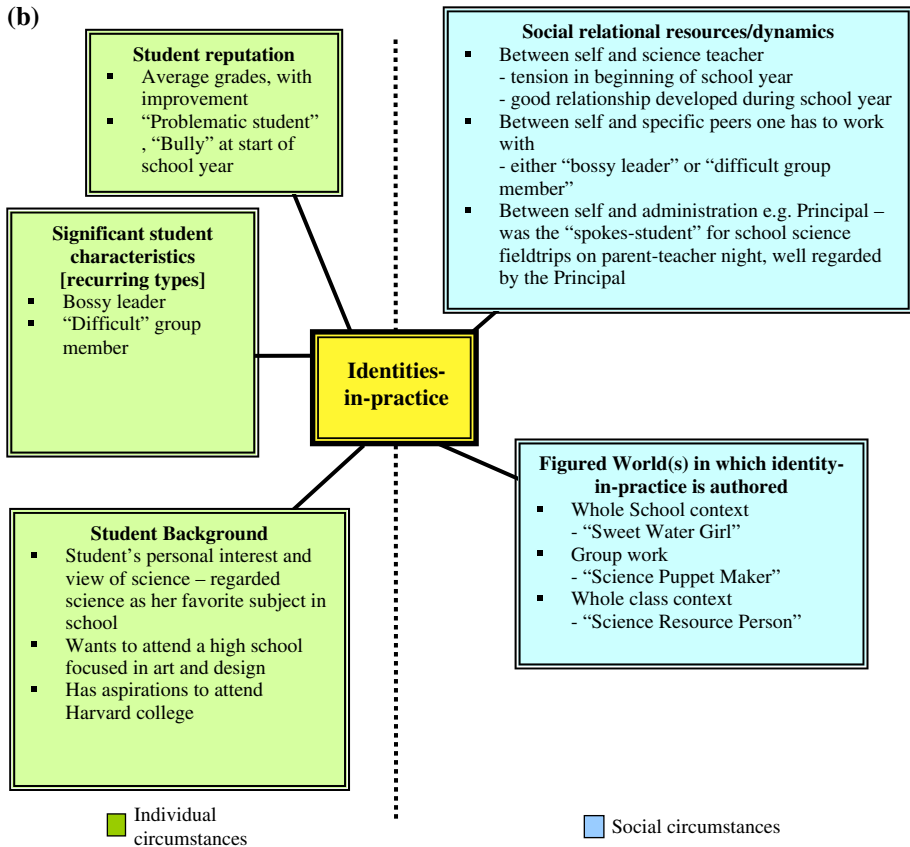 (b)
Student reputation
▪ Average grades, with
improvement
▪ “Problematic student”
, “Bully” at start of
school year
Significant student
characteristics
[recurring types]
▪ Bossy leader
▪ “Difficult” group
member
Student Background
▪ Student’s personal interest and
view of science – regarded
science as her favorite subject in
school
▪ Wants to attend a high school
focused in art and design
▪ Has aspirations to attend
Harvard college
Identities-
in-practice
Social relational resources/dynamics
▪ Between self and science teacher
- tension in beginning of school year
- good relationship developed during school year
▪ Between self and specific peers one has to work
with
- either “bossy leader” or “difficult group
member”
▪ Between self and administration e.g. Principal –
was the “spokes-student” for school science
fieldtrips on parent-teacher night, well regarded
by the Principal
Figured World(s) in which identity-
in-practice is authored
▪ Whole School context
- “Sweet Water Girl”
▪ Group work
- “Science Puppet Maker”
▪ Whole class context
- “Science Resource Person”
Individual
circumstances
Social circumstances